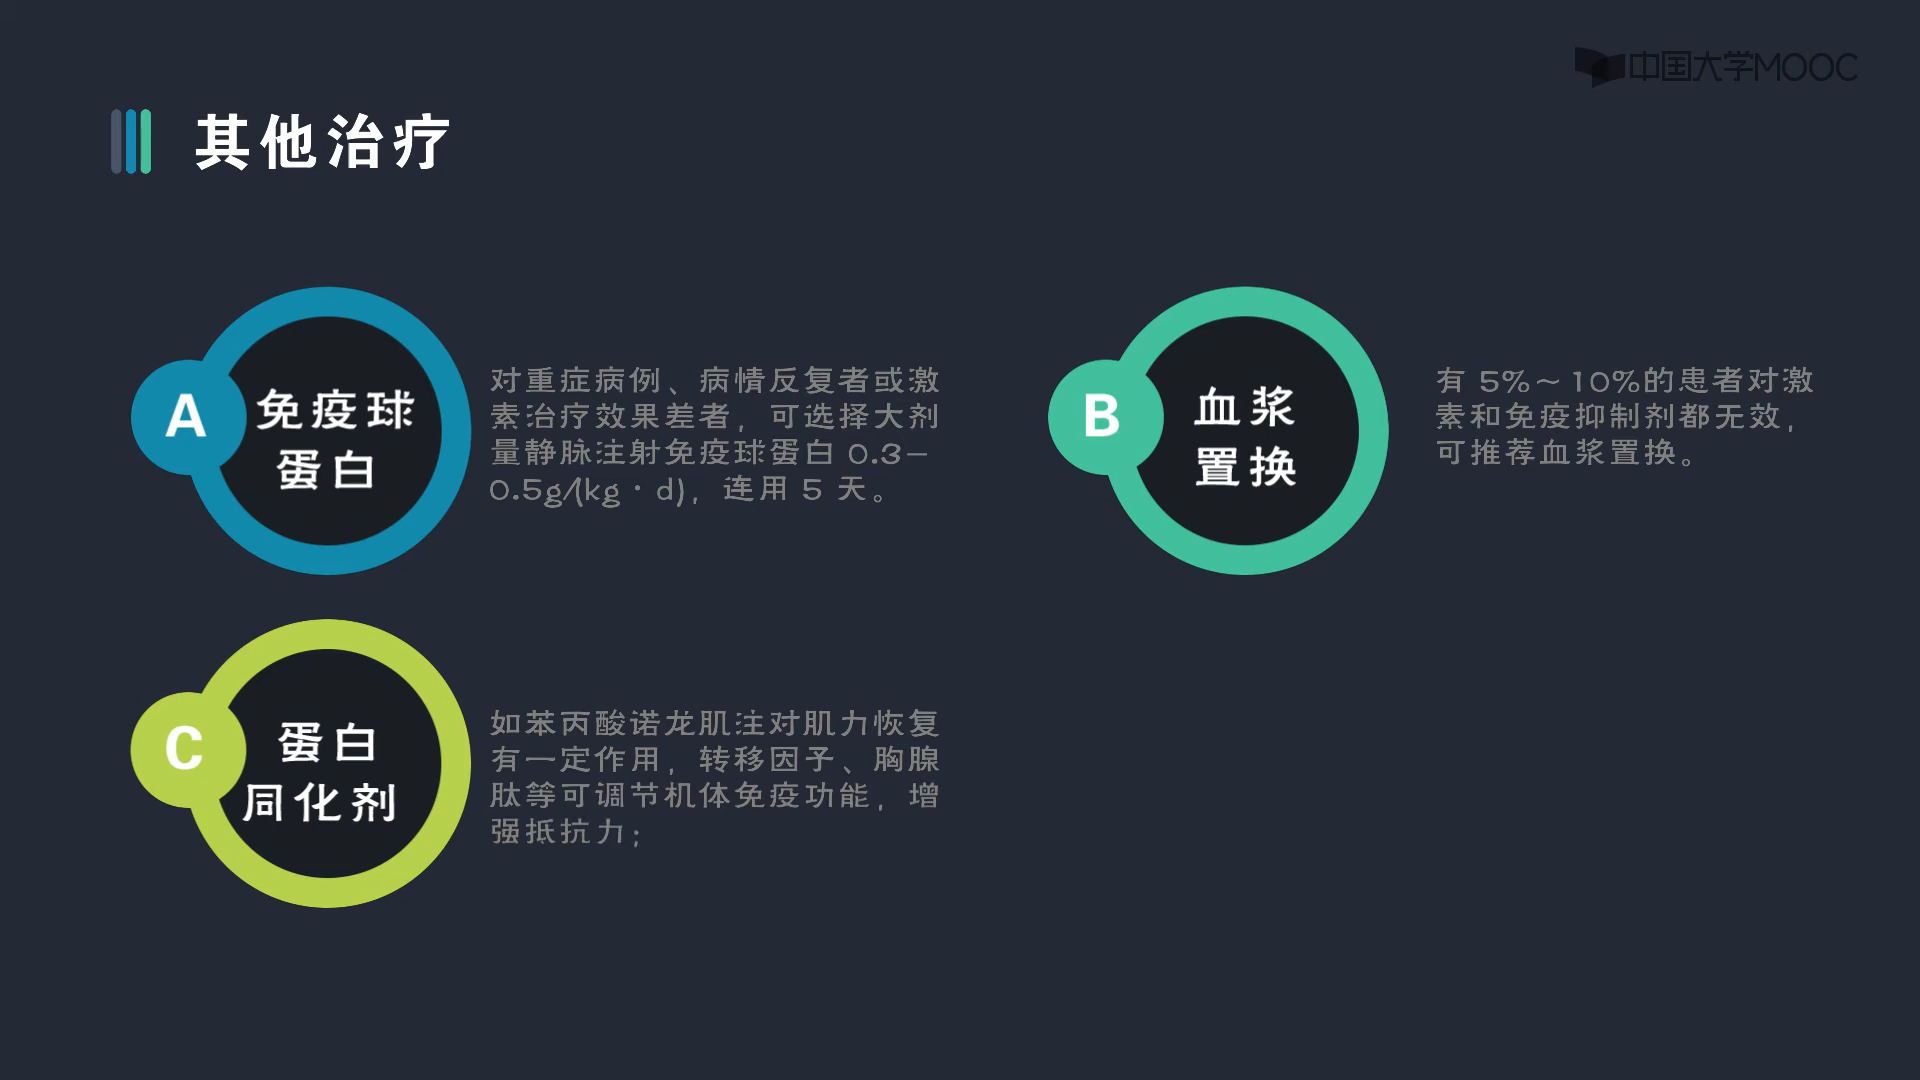 中国大学MOOC
其他治疗
A
免疫球
蛋白
对重症病例、病情反复者或激
素治疗效果差者，可选择大剂
量静脉注射免疫球蛋白 0.3—
0.5g/(kg·d)，连用 5 天。
B
血浆
置换
有 5%～10%的患者对激
素和免疫抑制剂都无效，
可推荐血浆置换。
C
蛋白
同化剂
如苯丙酸诺龙肌注对肌力恢复
有一定作用，转移因子、胸腺
肽等可调节机体免疫功能，增
强抵抗力；